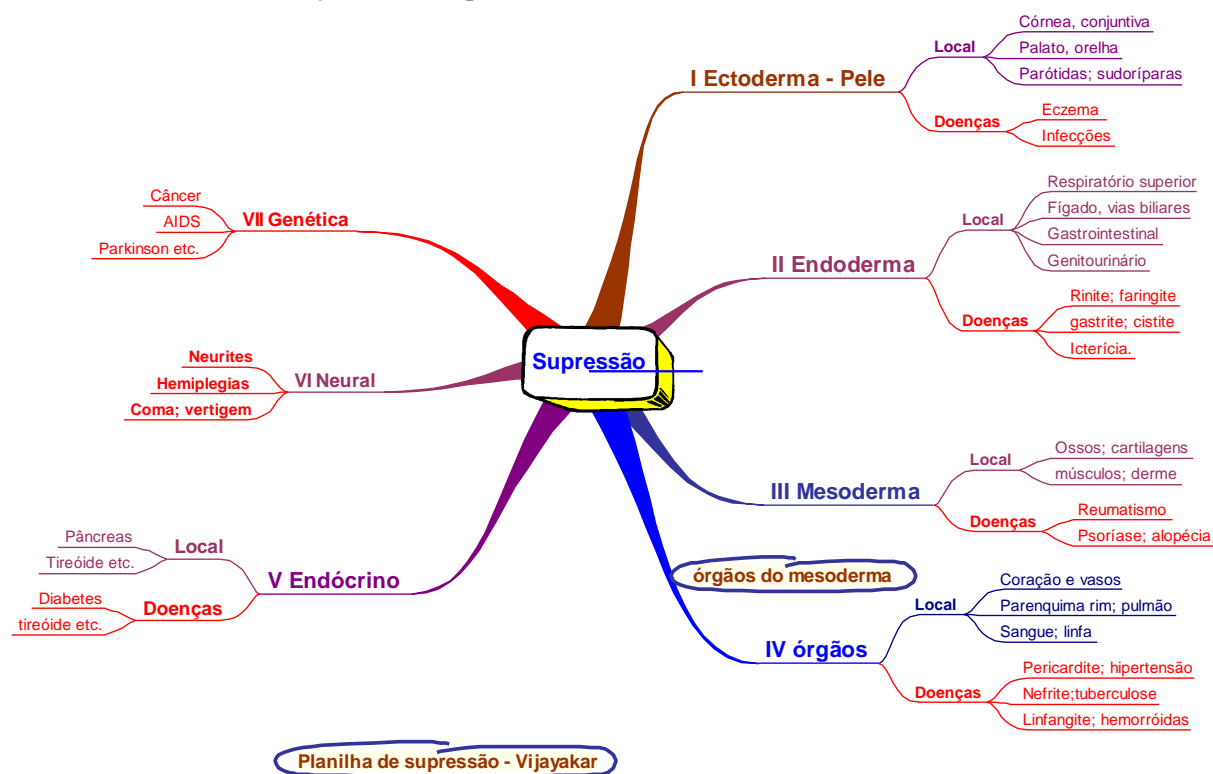 Supressão
I Ectoderma - Pele
Local
Córnea, conjuntiva
Palato, orelha
Parótidas; sudoríparas
Doenças
Eczema
Infecções
II Endoderma
Local
Respiratório superior
Fígado, vias biliares
Gastrointestinal
Genitourinário
Doenças
Rinite; faringite
gastrite; cistite
Icterícia.
III Mesoderma
Local
Ossos; cartilagens
músculos; derme
Doenças
Reumatismo
Psoríase; alopécia
órgãos do mesoderma
IV órgãos
Local
Coração e vasos
Parenquima rim; pulmão
Sangue; linfa
Doenças
Pericardite; hipertensão
Nefrite;tuberculose
Linfangite; hemorróidas
V Endócrino
Local
Pâncreas
Tireóide etc.
Doenças
Diabetes
tireóide etc.
VI Neural
Neurites
Hemiplegias
Coma; vertigem
VII Genética
Câncer
AIDS
Parkinson etc.
Planilha de supressão - Vijayakar